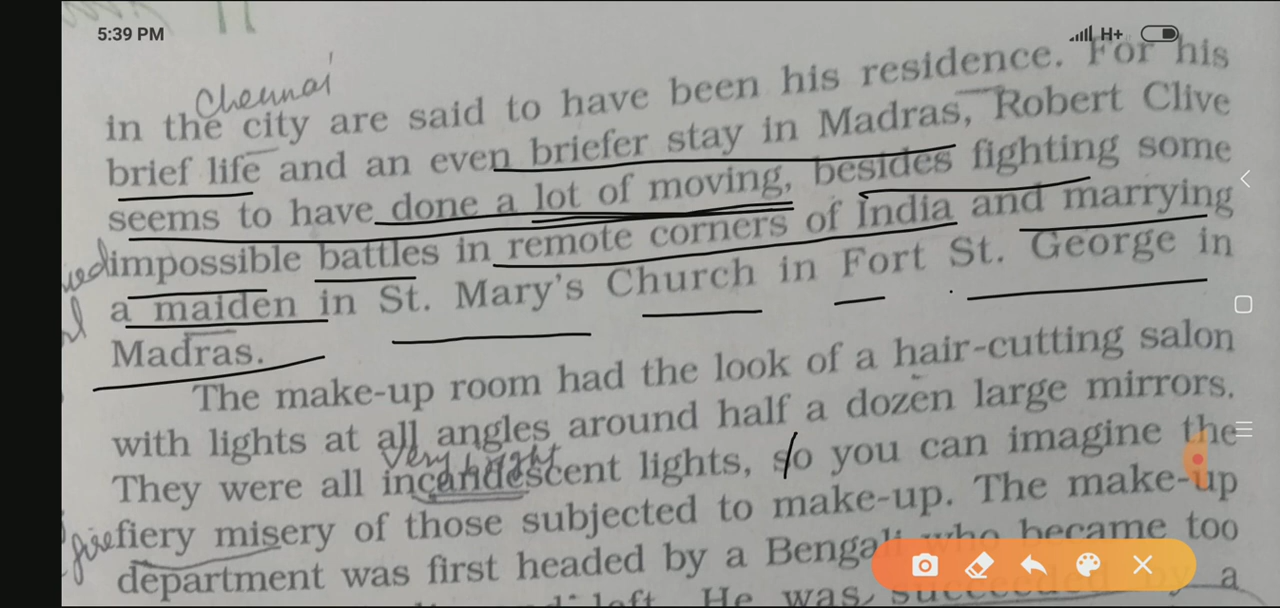 5:39 PM
H+
Chennai
in the city are said to have been his residence. For his
brief life and an even briefer stay in Madras, Robert Clive
seems to have done a lot of moving, besides fighting some
impossible battles in remote corners of India and marrying
a maiden in St. Mary's Church in Fort St. George in
Madras.
The make-up room had the look of a hair-cutting salon
with lights at all angles around half a dozen large mirrors.
very bright
They were all incandescent lights, so you can imagine the
fiery misery of those subjected to make-up. The make-up
fire
department was first headed by a Bengali who became too
left. He was succeeded by a